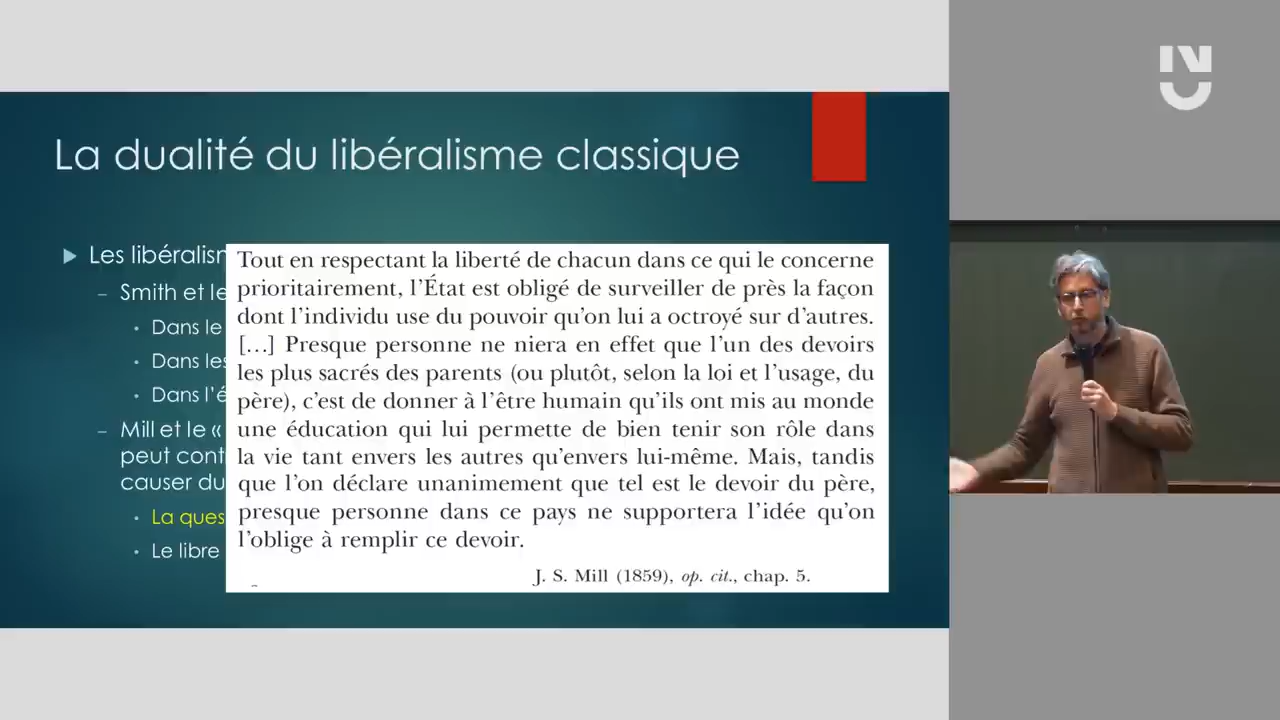 La dualité du libéralisme classique
Les libéralism
Smith et le
Dans le
Dans les
Dans l'é
Mill et le «
peut cont
causer du
La ques
Le libre
Tout en respectant la liberté de chacun dans ce qui le concerne
prioritairement, l'État est obligé de surveiller de près la façon
dont l'individu use du pouvoir qu'on lui a octroyé sur d'autres.
[…] Presque personne ne niera en effet que l'un des devoirs
les plus sacrés des parents (ou plutôt, selon la loi et l'usage, du
père), c'est de donner à l'être humain qu'ils ont mis au monde
une éducation qui lui permette de bien tenir son rôle dans
la vie tant envers les autres qu'envers lui-même. Mais, tandis
que l'on déclare unanimement que tel est le devoir du père,
presque personne dans ce pays ne supportera l'idée qu'on
l'oblige à remplir ce devoir.
J. S. Mill (1859), op. cit., chap. 5.